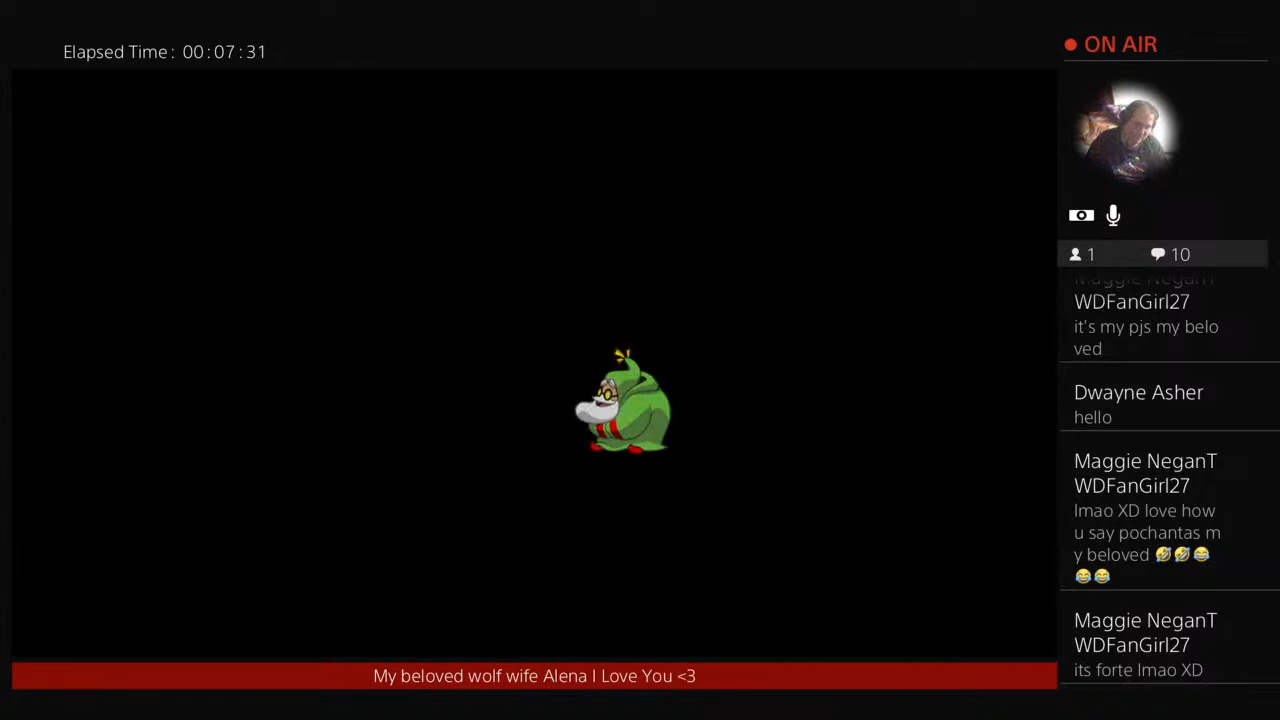 Elapsed Time: 00:07:31
ON AIR
1 10
Maggie NeganT
WDFanGirl27
it's my pjs my belo
ved
Dwayne Asher
hello
Maggie NeganT
WDFanGirl27
lmao XD love how
u say pochantas m
y beloved 🤣🤣😂
😂😂
Maggie NeganT
WDFanGirl27
its forte lmao XD
My beloved wolf wife Alena I Love You <3